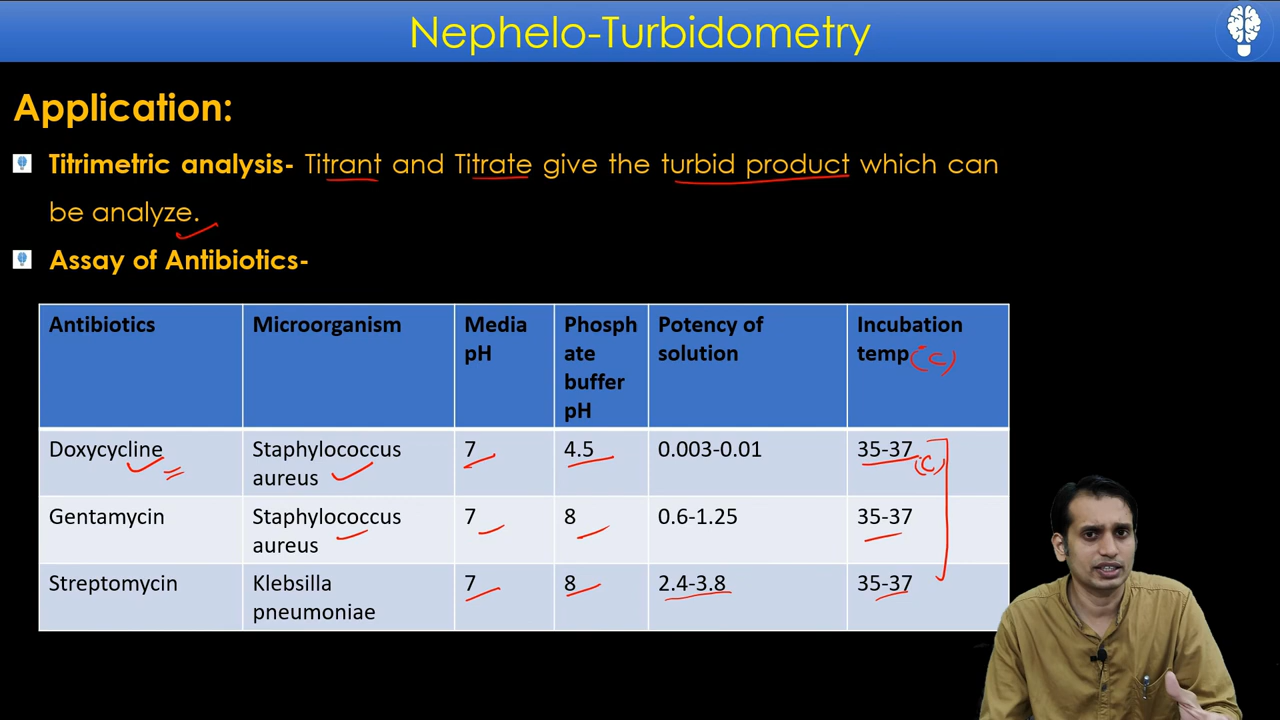 Nephelo-Turbidometry
Application:
Titrimetric analysis- Titrant and Titrate give the turbid product which can
be analyze.
Assay of Antibiotics-
Antibiotics Microorganism Media pH Phosph ate buffer pH Potency of solution Incubation temp (°C)
Doxycycline Staphylococcus aureus 7 4.5 0.003-0.01 35-37 (C)
Gentamycin Staphylococcus aureus 7 8 0.6-1.25 35-37
Streptomycin Klebsilla pneumoniae 7 8 2.4-3.8 35-37